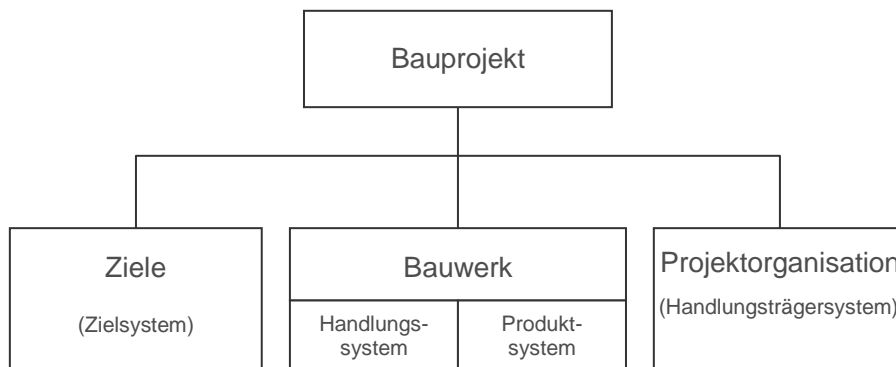 Bauprojekt
Ziele
(Zielsystem)
Bauwerk
Handlungs-
system
Produkt-
system
Projektorganisation
(Handlungsträgersystem)